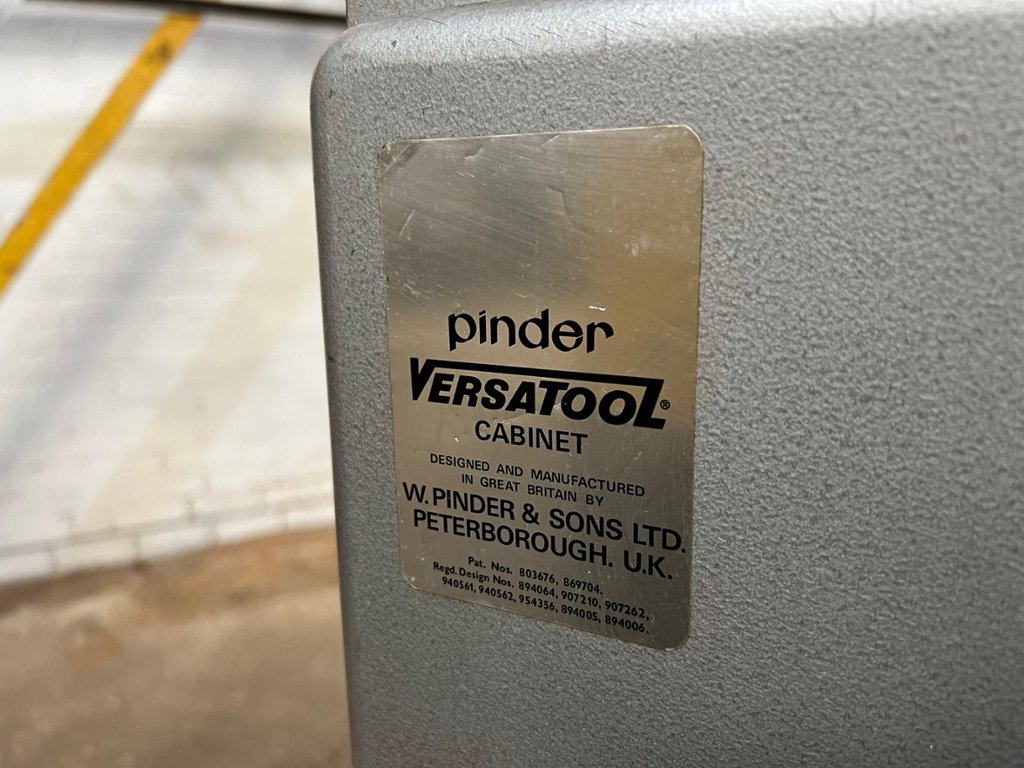 pinder
VERSATOOL®
CABINET
DESIGNED AND MANUFACTURED
IN GREAT BRITAIN BY
W. PINDER & SONS LTD.
PETERBOROUGH. U.K.
Pat. Nos. 803676, 869704.
Regd. Design Nos. 894064, 907210, 907262,
940561, 940562, 954356, 894005, 894006.